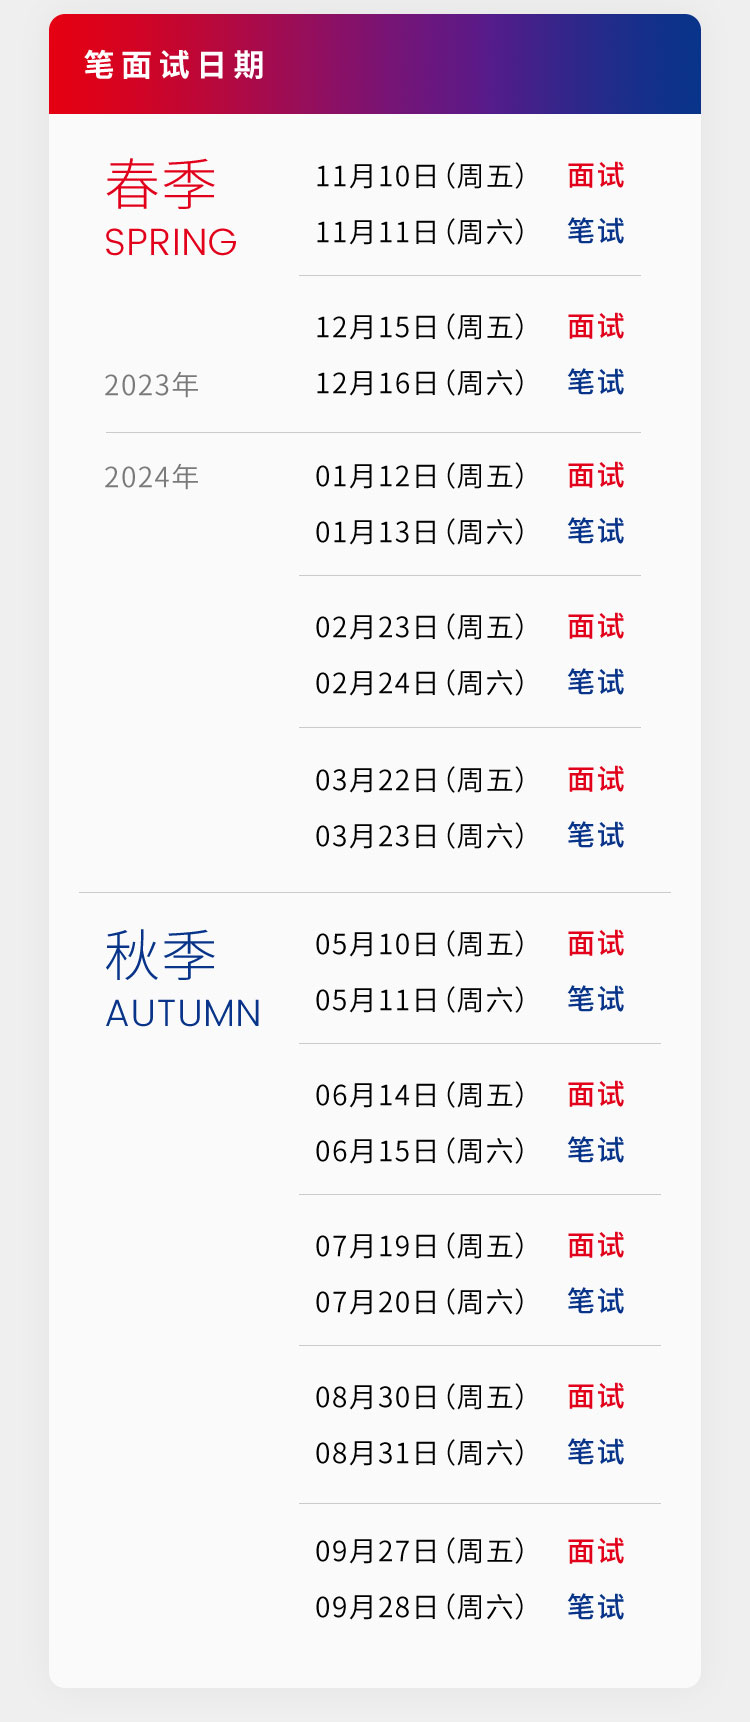 笔面试日期
春季
SPRING
11月10日（周五） 面试
11月11日（周六） 笔试
12月15日（周五） 面试
2023年
12月16日（周六） 笔试
2024年
01月12日（周五） 面试
01月13日（周六） 笔试
02月23日（周五） 面试
02月24日（周六） 笔试
03月22日（周五） 面试
03月23日（周六） 笔试
秋季
AUTUMN
05月10日（周五） 面试
05月11日（周六） 笔试
06月14日（周五） 面试
06月15日（周六） 笔试
07月19日（周五） 面试
07月20日（周六） 笔试
08月30日（周五） 面试
08月31日（周六） 笔试
09月27日（周五） 面试
09月28日（周六） 笔试